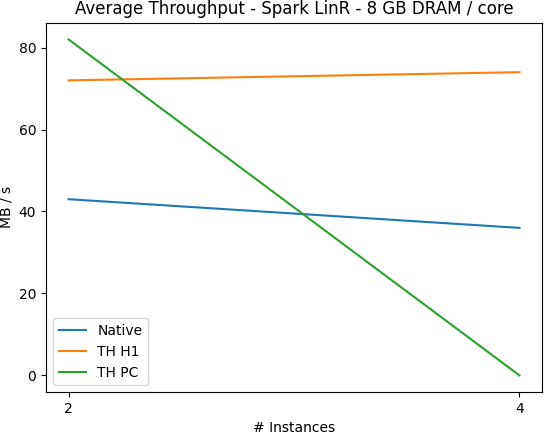 Average Throughput - Spark LinR - 8 GB DRAM / core
MB / s
80
60
40
20
0
Native
TH H1
TH PC
2
4
# Instances